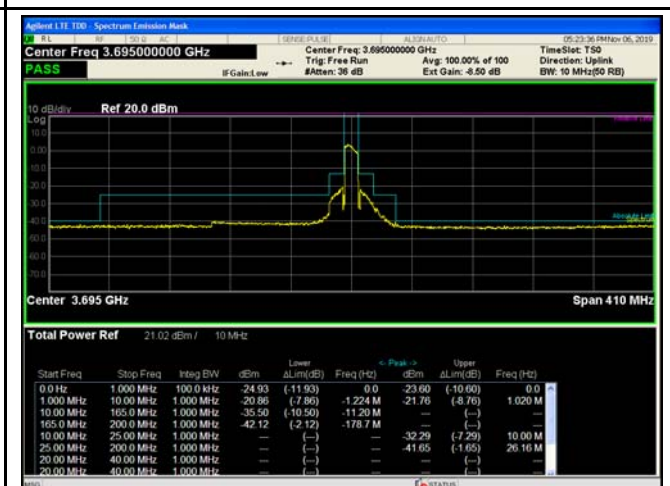 Agilent LTE TDD - Spectrum Emission Mask
RL RF 50 Ω AC SENSE:PULSE ALIGN AUTO 05:23:36 PM Nov 06, 2019
Center Freq 3.695000000 GHz Center Freq: 3.695000000 GHz TimeSlot: TS0
Trig: Free Run Avg: 100.00% of 100 Direction: Uplink
PASS IFGain:Low #Atten: 36 dB Ext Gain: -8.50 dB BW: 10 MHz(50 RB)
10 dB/div Ref 20.0 dBm
Log
10.0
0.00
10.0
20.0
30.0
40.0
Absolute Limit
Spectrum
50.0
60.0
70.0
Center 3.695 GHz Span 410 MHz
Total Power Ref 21.02 dBm / 10 MHz
Lower <- Peak -> Upper
Start Freq Stop Freq Integ BW dBm ΔLim(dB) Freq (Hz) dBm ΔLim(dB) Freq (Hz)
0.0 Hz 1.000 MHz 100.0 kHz -24.93 (-11.93) 0.0 -23.60 (-10.60) 0.0
1.000 MHz 10.00 MHz 1.000 MHz -20.86 (-7.86) -1.224 M -21.76 (-8.76) 1.020 M
10.00 MHz 165.0 MHz 1.000 MHz -35.50 (-10.50) -11.20 M --- (---) ---
165.0 MHz 200.0 MHz 1.000 MHz -42.12 (-2.12) -178.7 M --- (---) ---
10.00 MHz 25.00 MHz 1.000 MHz --- (---) --- -32.29 (-7.29) 10.00 M
25.00 MHz 200.0 MHz 1.000 MHz --- (---) --- -41.65 (-1.65) 26.16 M
20.00 MHz 40.00 MHz 1.000 MHz --- (---) --- --- (---) ---
20.00 MHz 40.00 MHz 1.000 MHz --- (---) --- --- (---) ---
MSG STATUS